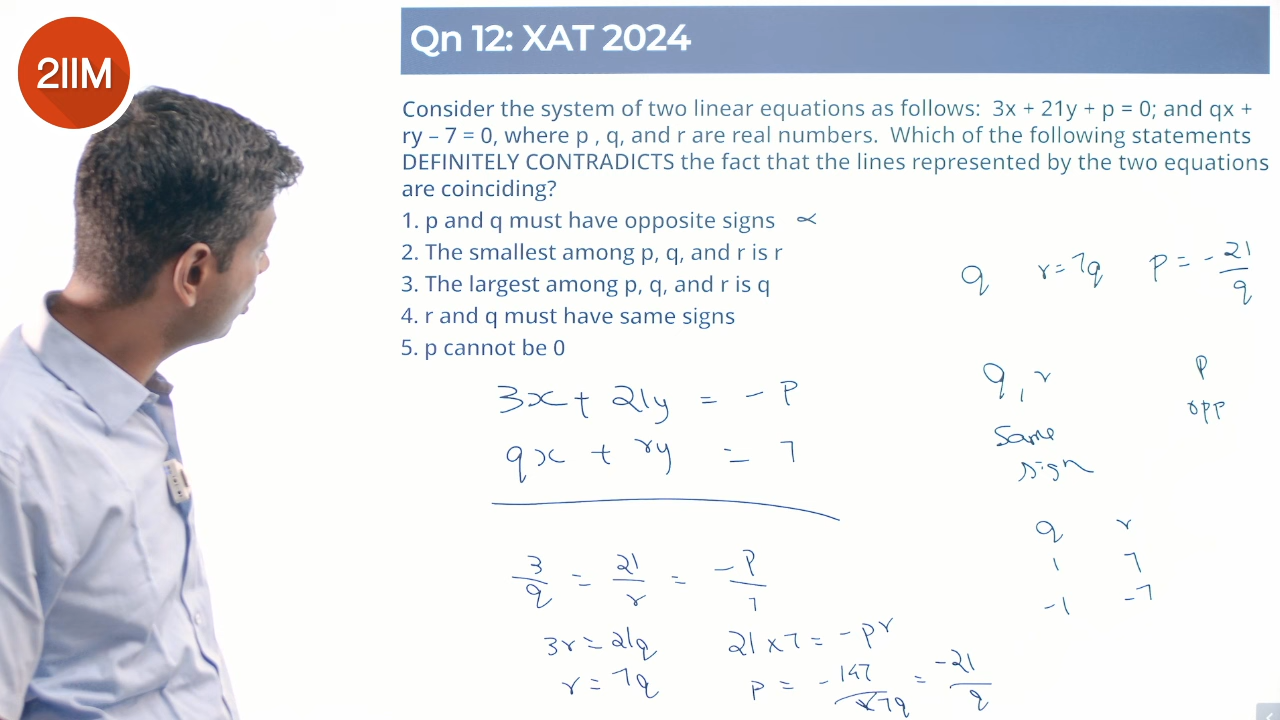 2IIM
Qn 12: XAT 2024
Consider the system of two linear equations as follows: 3x + 21y + p = 0; and qx +
ry – 7 = 0, where p , q, and r are real numbers. Which of the following statements
DEFINITELY CONTRADICTS the fact that the lines represented by the two equations
are coinciding?
1. p and q must have opposite signs ∝
2. The smallest among p, q, and r is r
3. The largest among p, q, and r is q
4. r and q must have same signs
5. p cannot be 0
q r = 7q p = -21/q
3x + 21y = - p
qx + ry = 7
q, r p
same opp
sign
q r
1 7
-1 -7
3/q = 21/r = -p/7
3r = 21q 21 x 7 = - pr
r = 7q p = -147/7q = -21/q